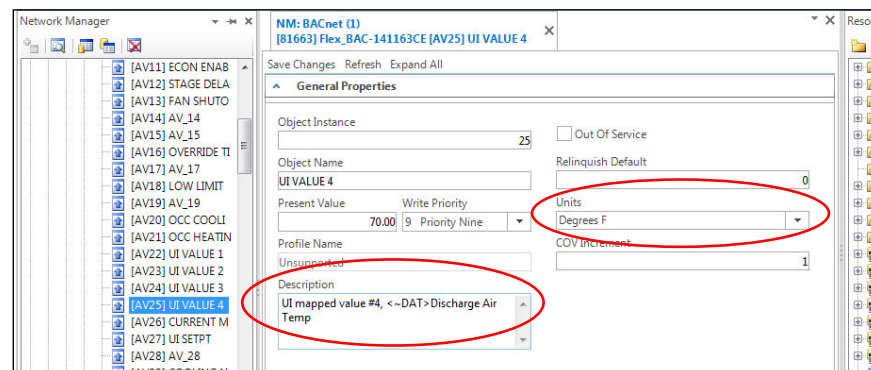 Network Manager
[AV11] ECON ENAB
[AV12] STAGE DELA
[AV13] FAN SHUTO
[AV14] AV_14
[AV15] AV_15
[AV16] OVERRIDE TI
[AV17] AV_17
[AV18] LOW LIMIT
[AV19] AV_19
[AV20] OCC COOLI
[AV21] OCC HEATIN
[AV22] UI VALUE 1
[AV23] UI VALUE 2
[AV24] UI VALUE 3
[AV25] UI VALUE 4
[AV26] CURRENT M
[AV27] UI SETPT
[AV28] AV_28
NM: BACnet (1)
[81663] Flex_BAC-141163CE [AV25] UI VALUE 4
Save Changes Refresh Expand All
General Properties
Object Instance
25
Out Of Service
Object Name
UI VALUE 4
Relinquish Default
0
Present Value
70.00
Write Priority
9 Priority Nine
Units
Degrees F
Profile Name
Unsupported
COV Increment
1
Description
UI mapped value #4, <~DAT>Discharge Air
Temp
Reso